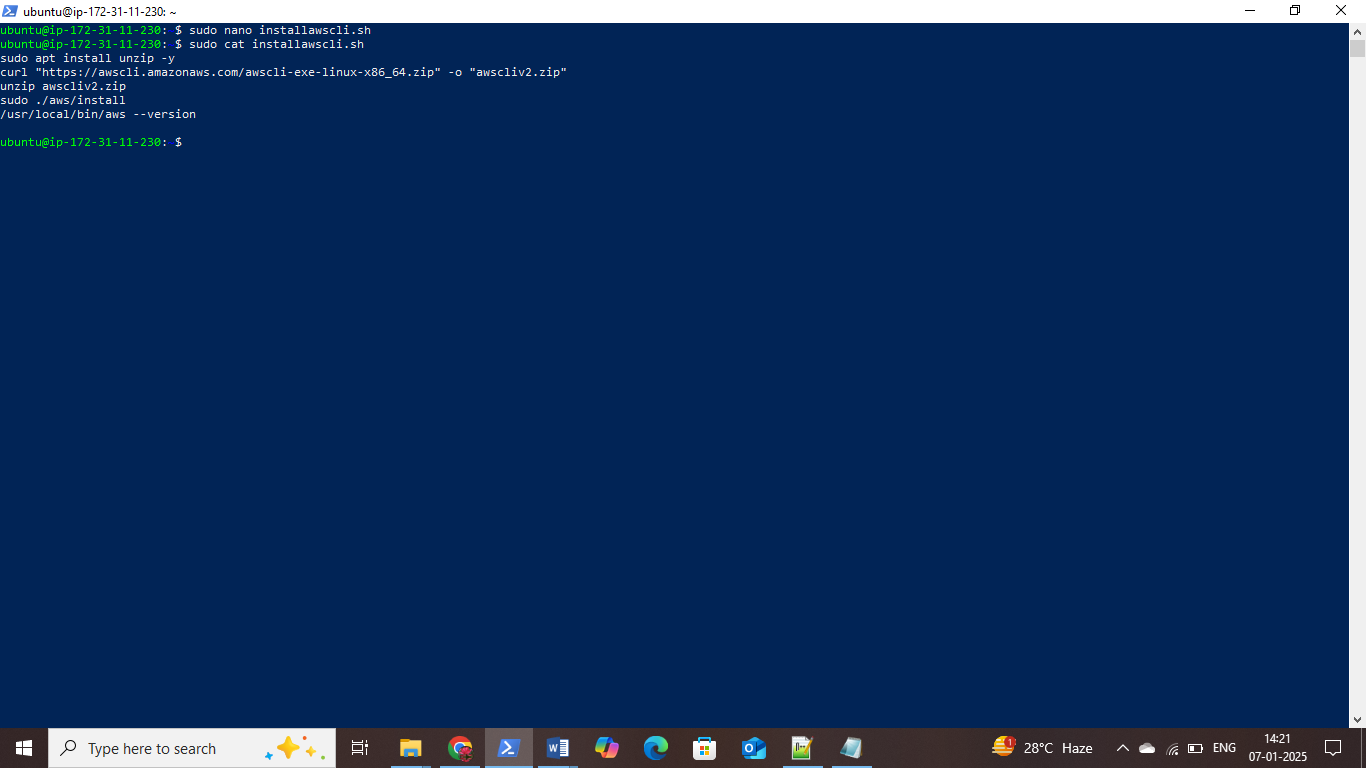 ubuntu@ip-172-31-11-230: ~
ubuntu@ip-172-31-11-230: $ sudo nano installawscli.sh
ubuntu@ip-172-31-11-230: $ sudo cat installawscli.sh
sudo apt install unzip -y
curl "https://awscli.amazonaws.com/awscli-exe-linux-x86_64.zip" -o "awscliv2.zip"
unzip awscliv2.zip
sudo ./aws/install
/usr/local/bin/aws --version
ubuntu@ip-172-31-11-230: $
Type here to search
1
28°C Haze
ENG
14:21
07-01-2025